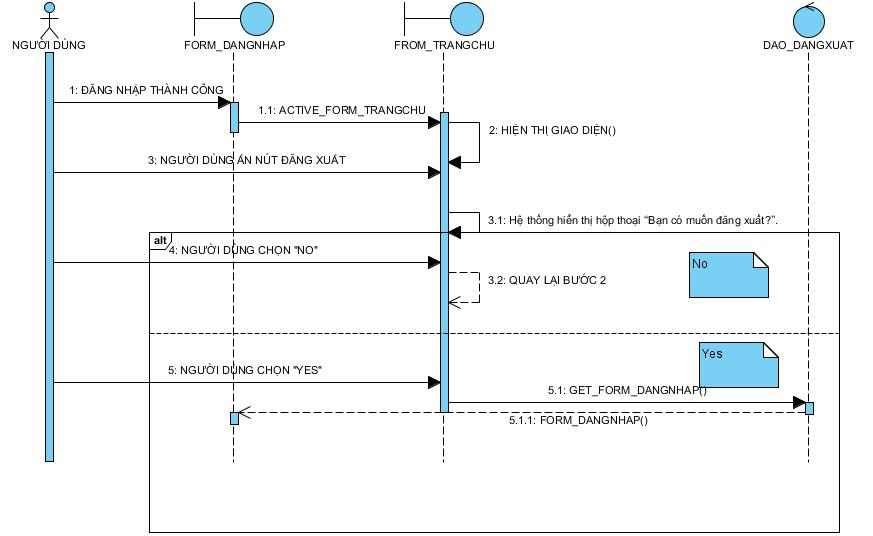 NGƯỜI DÙNG
FORM_DANGNHAP
FROM_TRANGCHU
DAO_DANGXUAT
1: ĐĂNG NHẬP THÀNH CÔNG
1.1: ACTIVE_FORM_TRANGCHU
2: HIỆN THỊ GIAO DIỆN()
3: NGƯỜI DÙNG ẤN NÚT ĐĂNG XUẤT
3.1: Hệ thống hiển thị hộp thoại "Bạn có muốn đăng xuất?".
alt
4: NGƯỜI DÙNG CHỌN "NO"
No
3.2: QUAY LẠI BƯỚC 2
Yes
5: NGƯỜI DÙNG CHỌN "YES"
5.1: GET_FORM_DANGNHAP()
5.1.1: FORM_DANGNHAP()